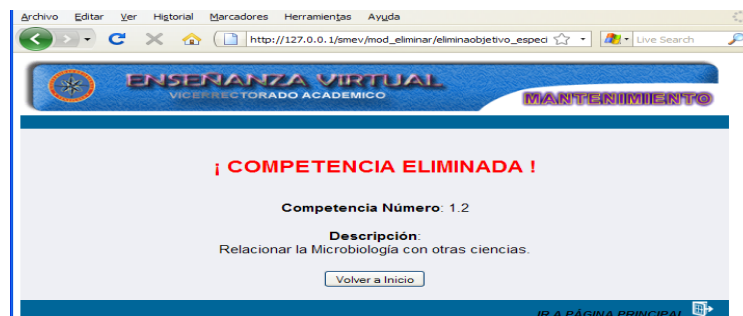 Archivo Editar Ver Historial Marcadores Herramientas Ayuda
http://127.0.0.1/smev/mod_eliminar/eliminaobjetivo_especi Live Search
ENSEÑANZA VIRTUAL
VICERRECTORADO ACADEMICO
MANTENIMIENTO
¡ COMPETENCIA ELIMINADA !
Competencia Número: 1.2
Descripción:
Relacionar la Microbiología con otras ciencias.
Volver a Inicio
IR A PÁGINA PRINCIPAL